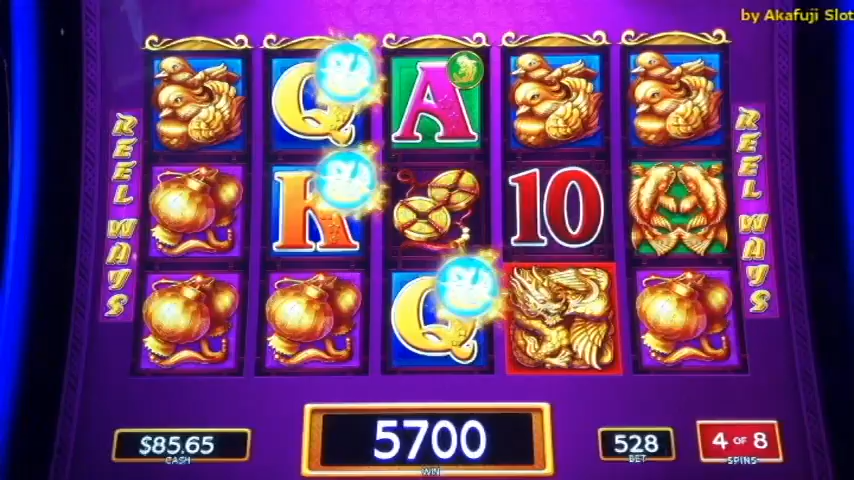 by Akafuji Slot
Q
A
REEL WAYS
K
10
REEL WAYS
Q
$85.65
CASH
5700
WIN
528
BET
4 OF 8
SPINS